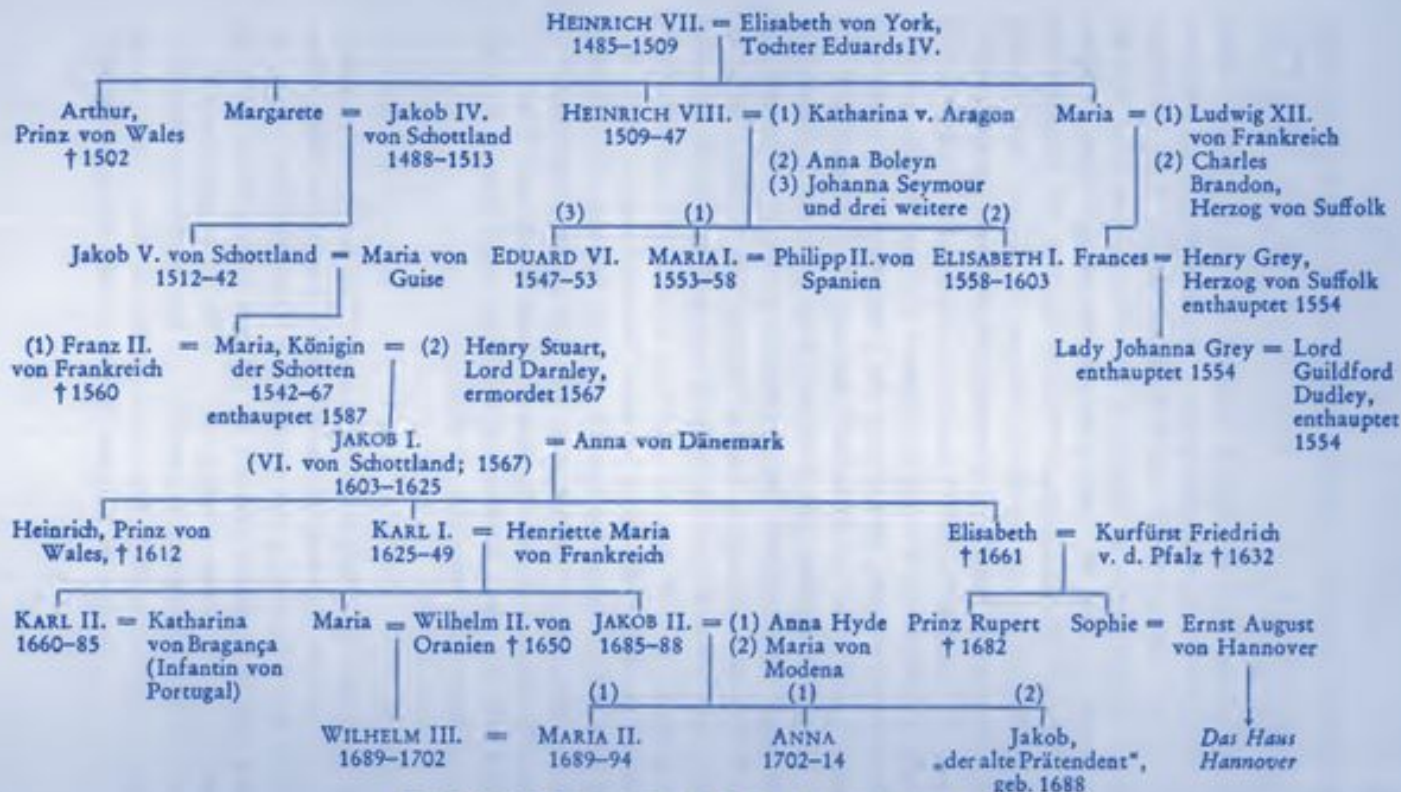 HEINRICH VII. = Elisabeth von York,
1485–1509 Tochter Eduards IV.
Arthur, Margarete = Jakob IV. HEINRICH VIII. = (1) Katharina v. Aragon Maria = (1) Ludwig XII.
Prinz von Wales von Schottland 1509–47 von Frankreich
† 1502 1488–1513 (2) Anna Boleyn (2) Charles
(3) Johanna Seymour Brandon,
und drei weitere Herzog von Suffolk
(3) (1) (2)
Jakob V. von Schottland = Maria von EDUARD VI. MARIA I. = Philipp II. von ELISABETH I. Frances = Henry Grey,
1512–42 Guise 1547–53 1553–58 Spanien 1558–1603 Herzog von Suffolk
enthauptet 1554
(1) Franz II. = Maria, Königin = (2) Henry Stuart, Lady Johanna Grey = Lord
von Frankreich der Schotten Lord Darnley, enthauptet 1554 Guildford
† 1560 1542–67 ermordet 1567 Dudley,
enthauptet 1587 enthauptet
1554
JAKOB I. = Anna von Dänemark
(VI. von Schottland; 1567)
1603–1625
Heinrich, Prinz von KARL I. = Henriette Maria Elisabeth = Kurfürst Friedrich
Wales, † 1612 1625–49 von Frankreich † 1661 v. d. Pfalz † 1632
KARL II. = Katharina Maria = Wilhelm II. von JAKOB II. = (1) Anna Hyde Prinz Rupert Sophie = Ernst August
1660–85 von Bragança Oranien † 1650 1685–88 (2) Maria von † 1682 von Hannover
(Infantin von Modena
Portugal)
(1) (1) (2)
WILHELM III. = MARIA II. ANNA Jakob, Das Haus
1689–1702 1689–94 1702–14 „der alte Prätendent“, Hannover
geb. 1688